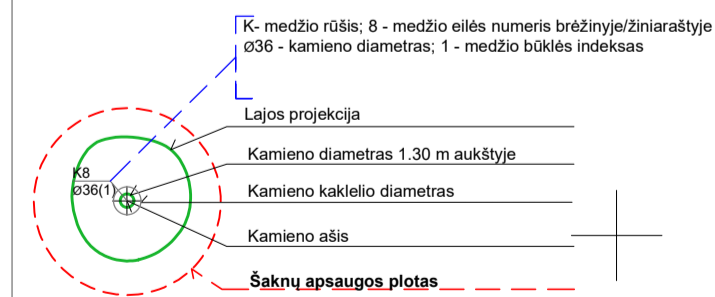 K- medžio rūšis; 8 - medžio eilės numeris brėžinyje/žiniaraštyje
ø36 - kamieno diametras; 1 - medžio būklės indeksas
Lajos projekcija
Kamieno diametras 1.30 m aukštyje
K8
ø36(1)
Kamieno kaklelio diametras
Kamieno ašis
Šaknų apsaugos plotas